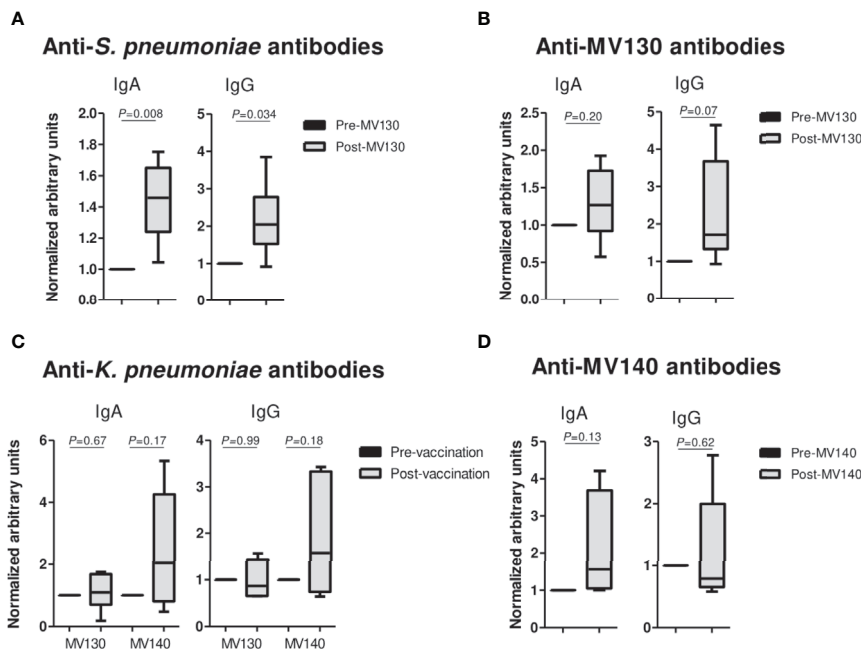 A
Anti-S. pneumoniae antibodies
IgA
IgG
Normalized arbitrary units
2.0
1.8
1.6
1.4
1.2
1.0
0.8
P=0.008
5
4
3
2
1
0
P=0.034
Pre-MV130
Post-MV130
B
Anti-MV130 antibodies
IgA
IgG
Normalized arbitrary units
2.5
2.0
1.5
1.0
0.5
0.0
P=0.20
5
4
3
2
1
0
P=0.07
Pre-MV130
Post-MV130
C
Anti-K. pneumoniae antibodies
IgA
IgG
Normalized arbitrary units
6
4
2
0
P=0.67
P=0.17
MV130
MV140
4
3
2
1
0
P=0.99
P=0.18
MV130
MV140
Pre-vaccination
Post-vaccination
D
Anti-MV140 antibodies
IgA
IgG
Normalized arbitrary units
5
4
3
2
1
0
P=0.13
3
2
1
0
P=0.62
Pre-MV140
Post-MV140